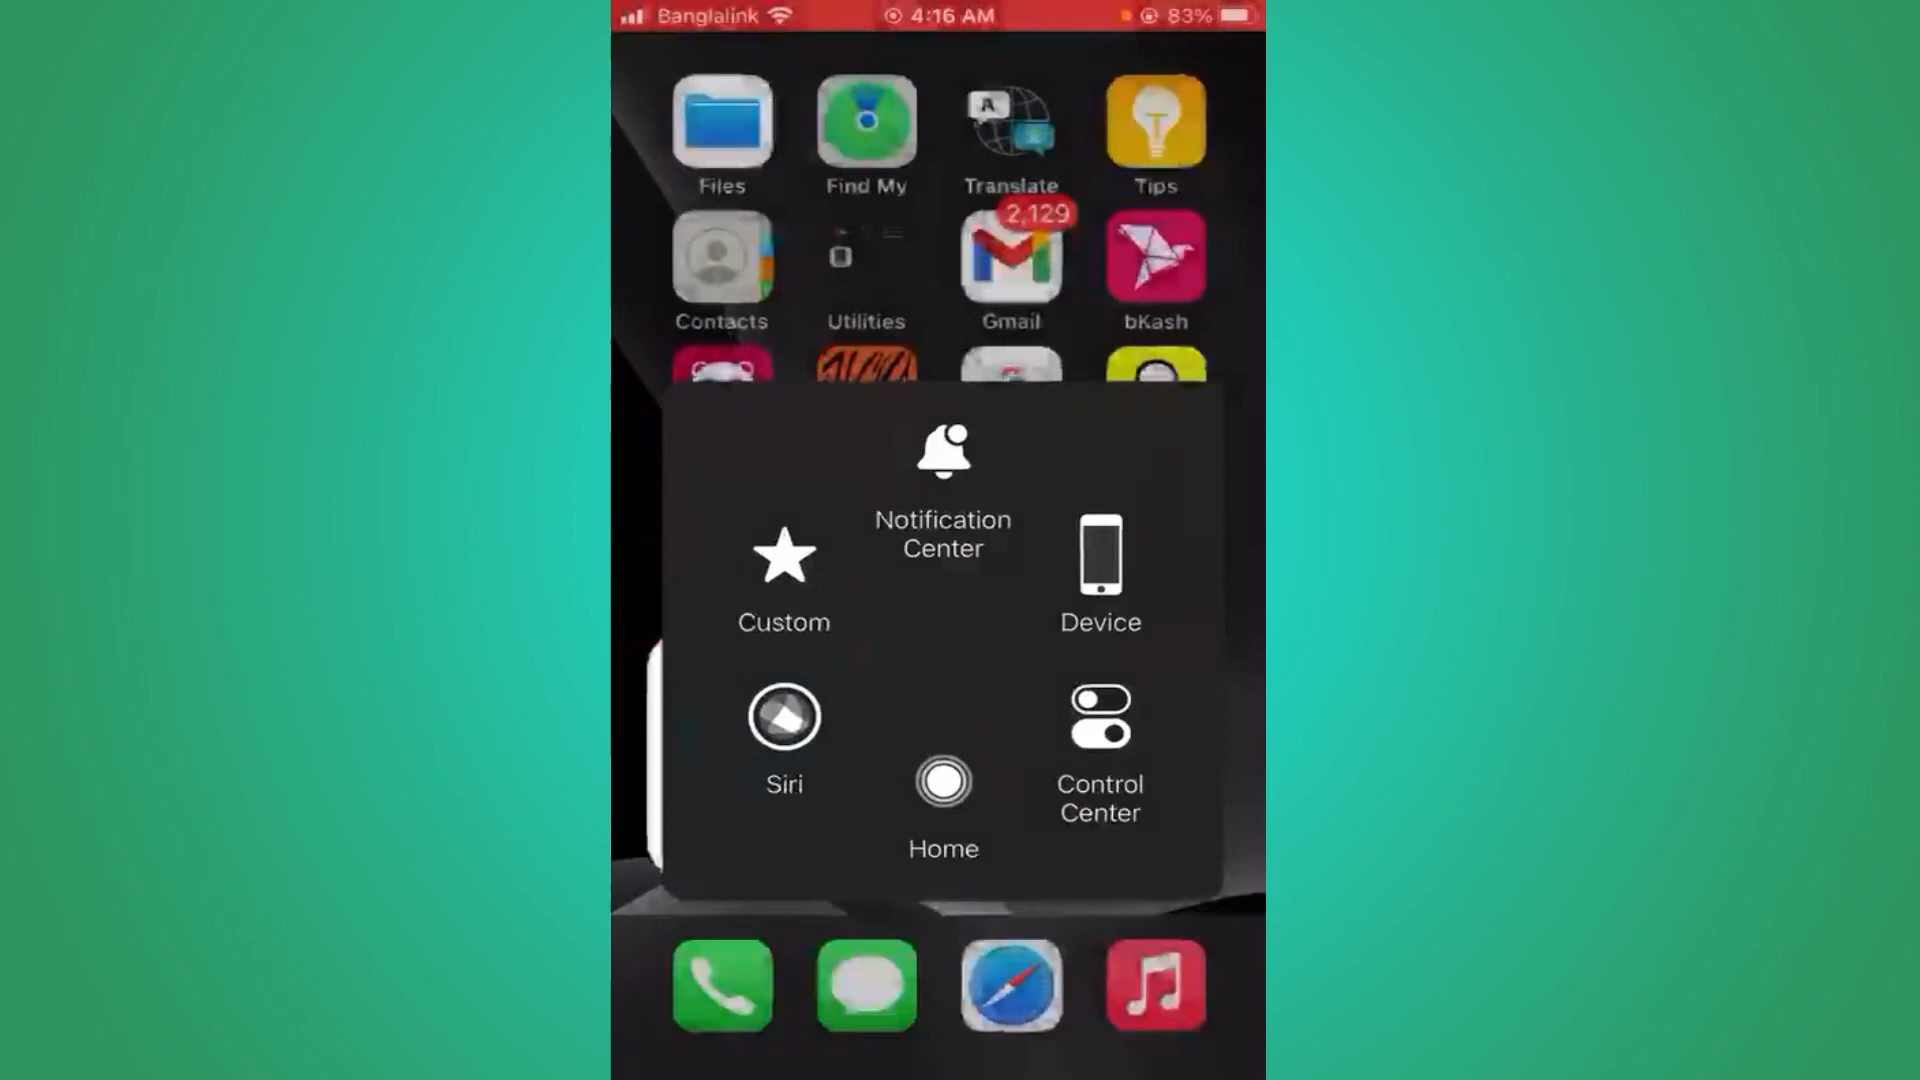 Banglalink 4:16 AM 83%
Files Find My Translate Tips
2,129
Contacts Utilities Gmail bKash
Notification
Center
Custom Device
Siri Control
Center
Home